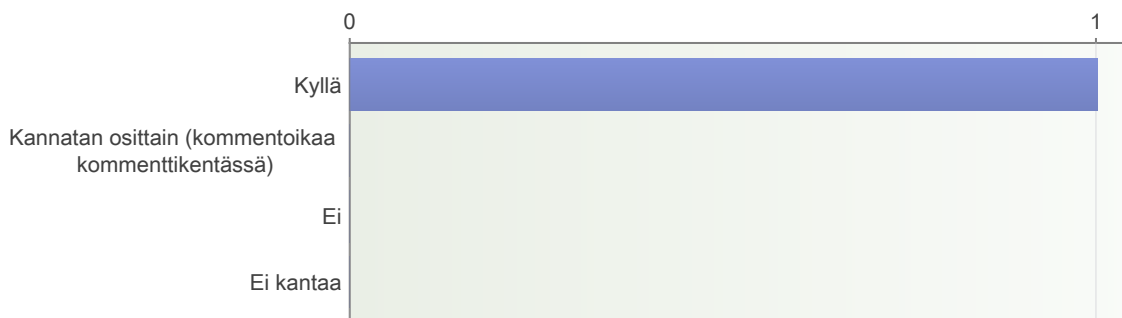 0 1
Kyllä
Kannatan osittain (kommentoikaa
kommenttikentässä)
Ei
Ei kantaa